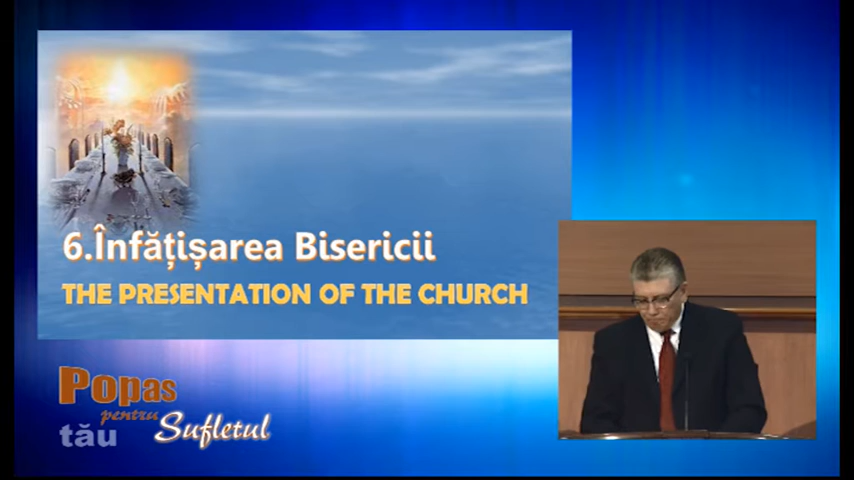 6.Înfățișarea Bisericii
THE PRESENTATION OF THE CHURCH
Popas
pentru
tău Sufletul